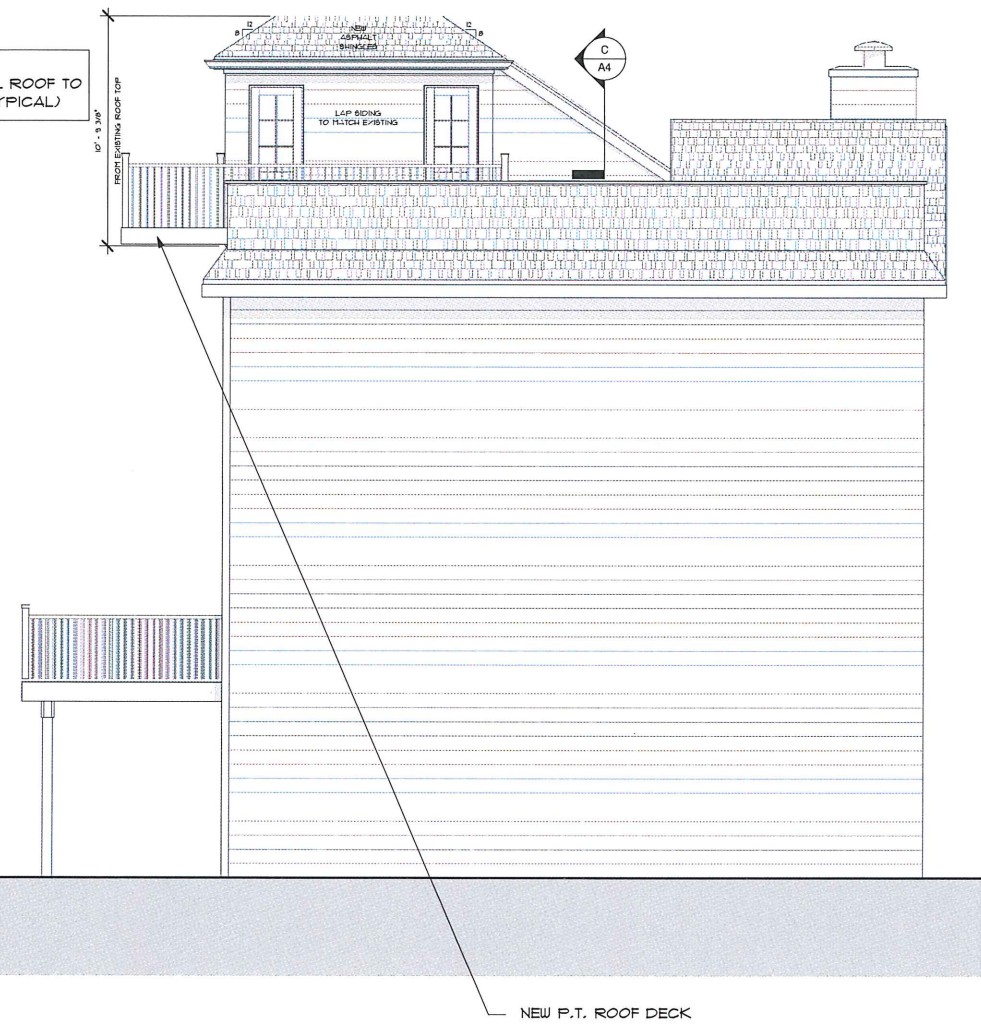 L ROOF TO
YPICAL)
10' - 9 3/8"
FROM EXISTING ROOF TOP
12
8
NEW
ASPHALT
SHINGLES
12
8
C
A4
LAP SIDING
TO MATCH EXISTING
NEW P.T. ROOF DECK